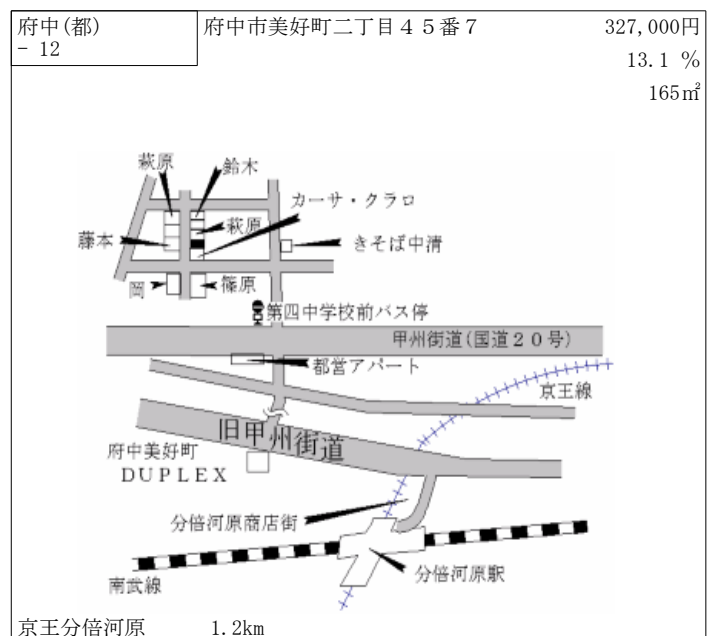 府中(都)
－ 12
府中市美好町二丁目４５番７
327,000円
13.1 %
165㎡
萩原
鈴木
カーサ・クラロ
萩原
藤本
きそば中清
岡
篠原
第四中学校前バス停
甲州街道(国道２０号)
都営アパート
京王線
旧甲州街道
府中美好町
ＤＵＰＬＥＸ
分倍河原商店街
分倍河原駅
南武線
京王分倍河原 1.2km